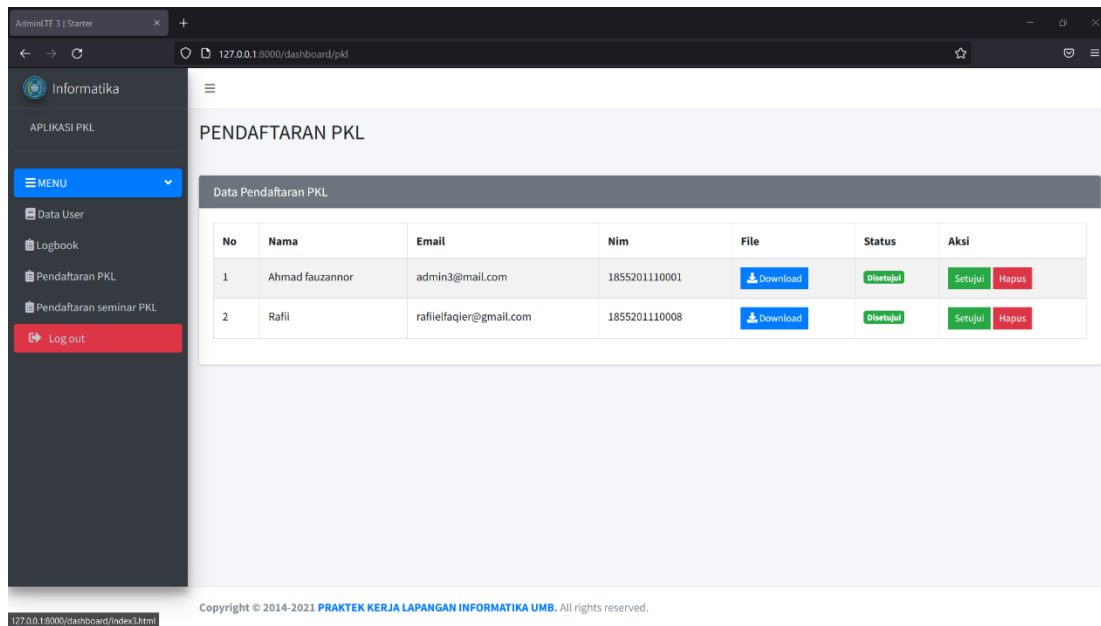 AdminLTE 3 | Starter
127.0.0.1:8000/dashboard/pkl
Informatika
APLIKASI PKL
MENU
Data User
Logbook
Pendaftaran PKL
Pendaftaran seminar PKL
Log out
PENDAFTARAN PKL
Data Pendaftaran PKL
No Nama Email Nim File Status Aksi
1 Ahmad fauzannor admin3@mail.com 1855201110001 Download Disetujui Setujui Hapus
2 Rafii rafiielfaqier@gmail.com 1855201110008 Download Disetujui Setujui Hapus
Copyright © 2014-2021 PRAKTEK KERJA LAPANGAN INFORMATIKA UMB. All rights reserved.
127.0.0.1:8000/dashboard/index3.html